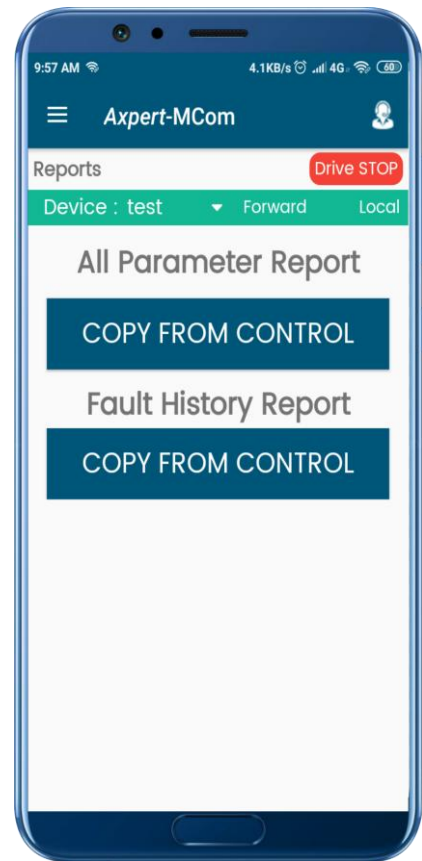 9:57 AM 4.1KB/s 4G 60
Axpert-MCom
Reports Drive STOP
Device : test Forward Local
All Parameter Report
COPY FROM CONTROL
Fault History Report
COPY FROM CONTROL